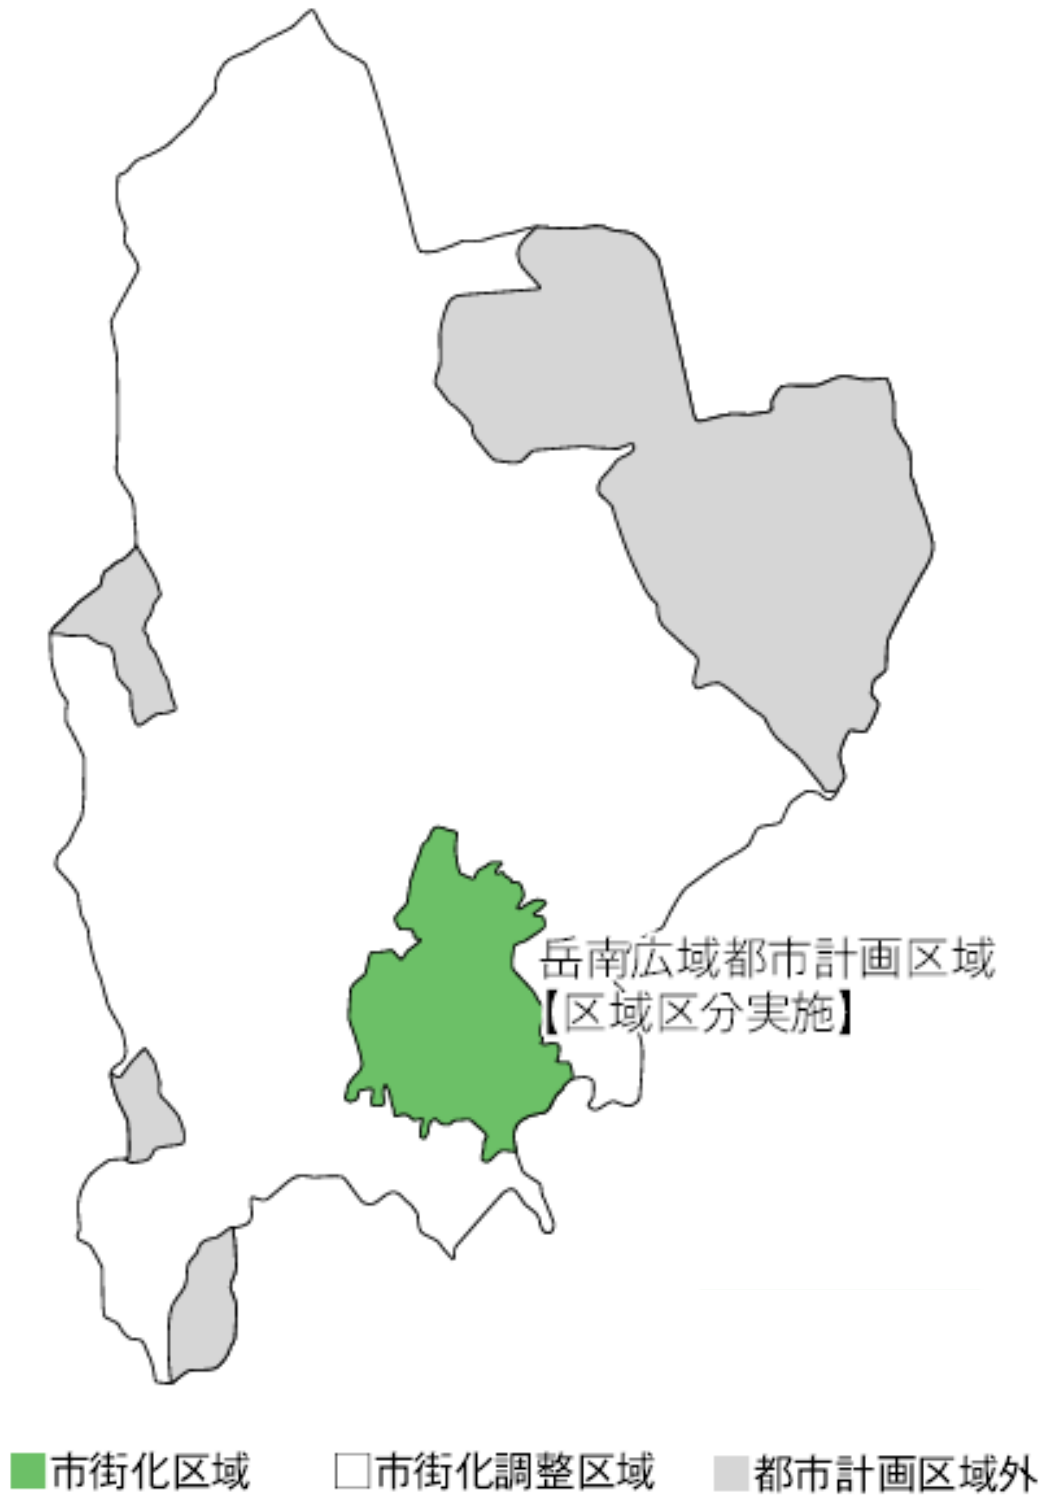 岳南広域都市計画区域
【区域区分実施】
市街化区域
市街化調整区域
都市計画区域外